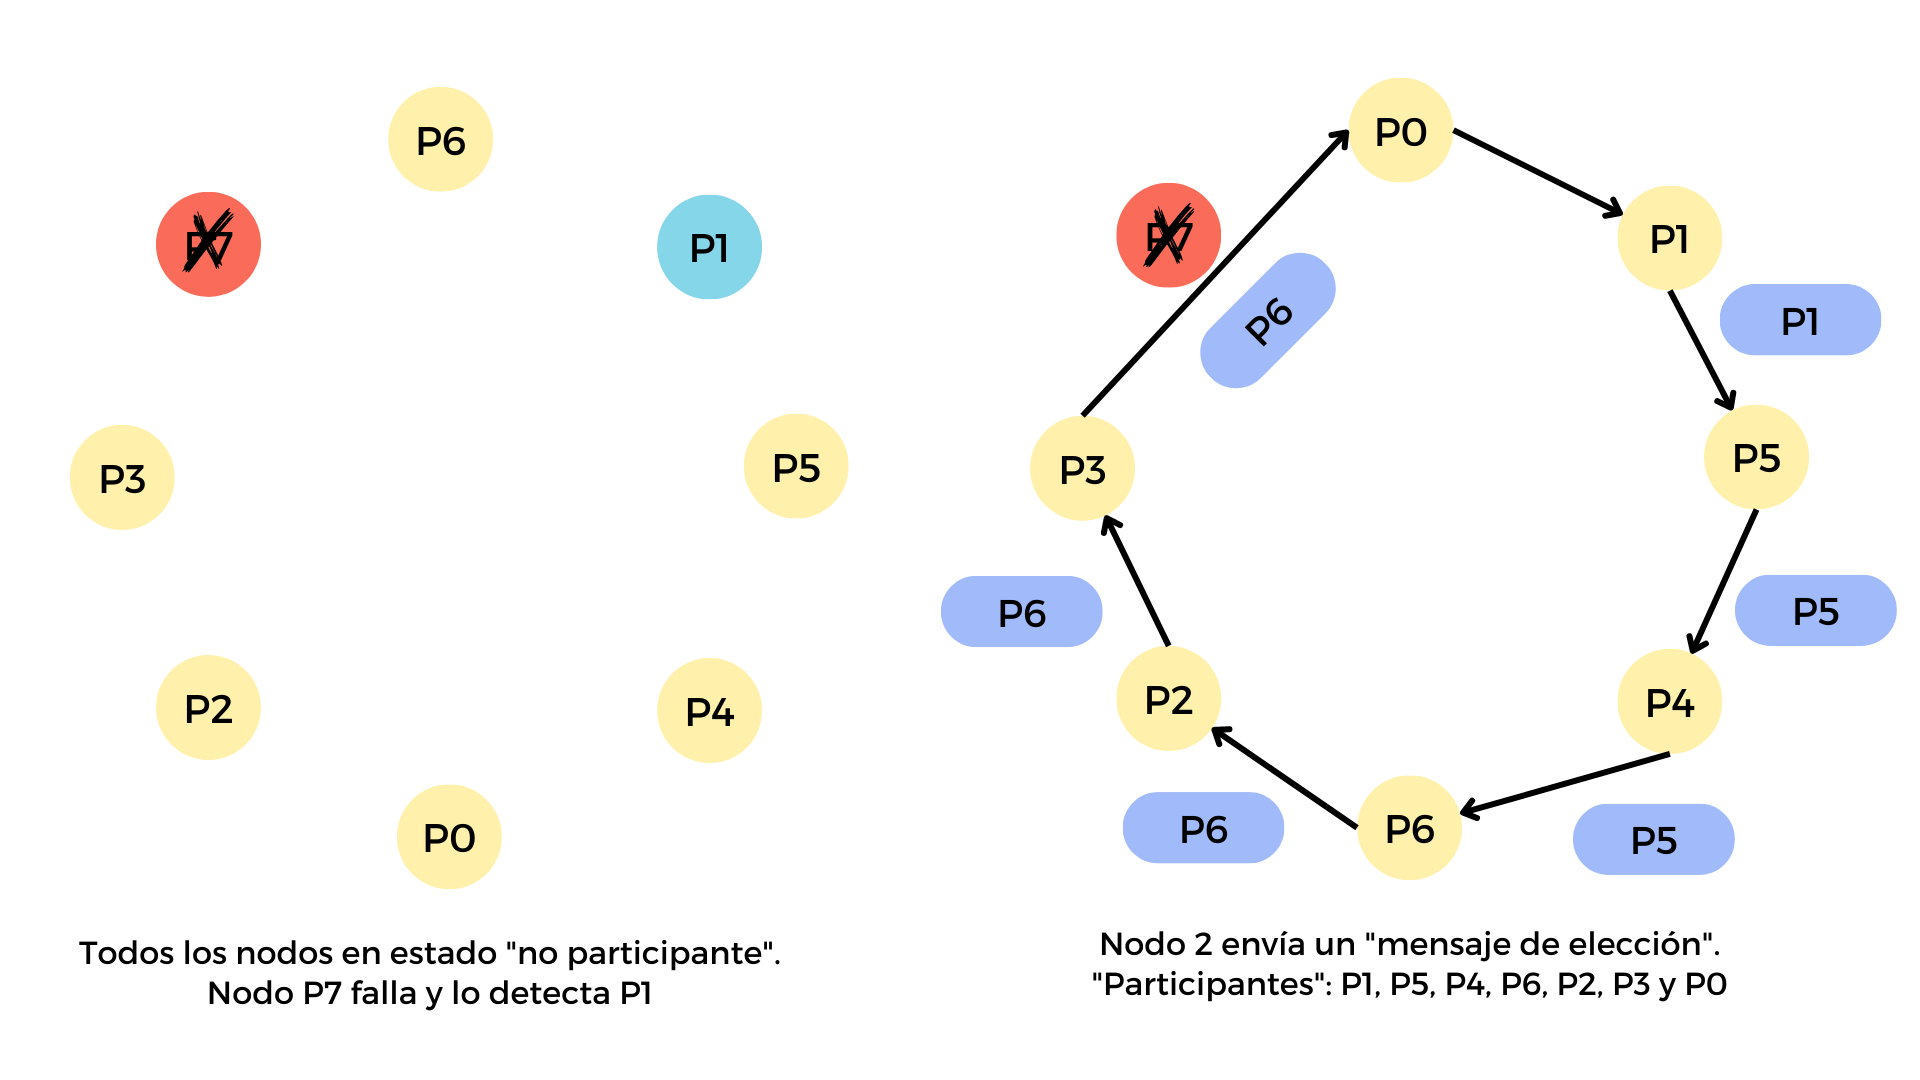 P6
P7
P1
P3
P5
P2
P4
P0
Todos los nodos en estado "no participante".
Nodo P7 falla y lo detecta P1
P0
P7
P1
P1
P6
P3
P5
P6
P5
P2
P4
P6
P6
P5
Nodo 2 envía un "mensaje de elección".
"Participantes": P1, P5, P4, P6, P2, P3 y P0